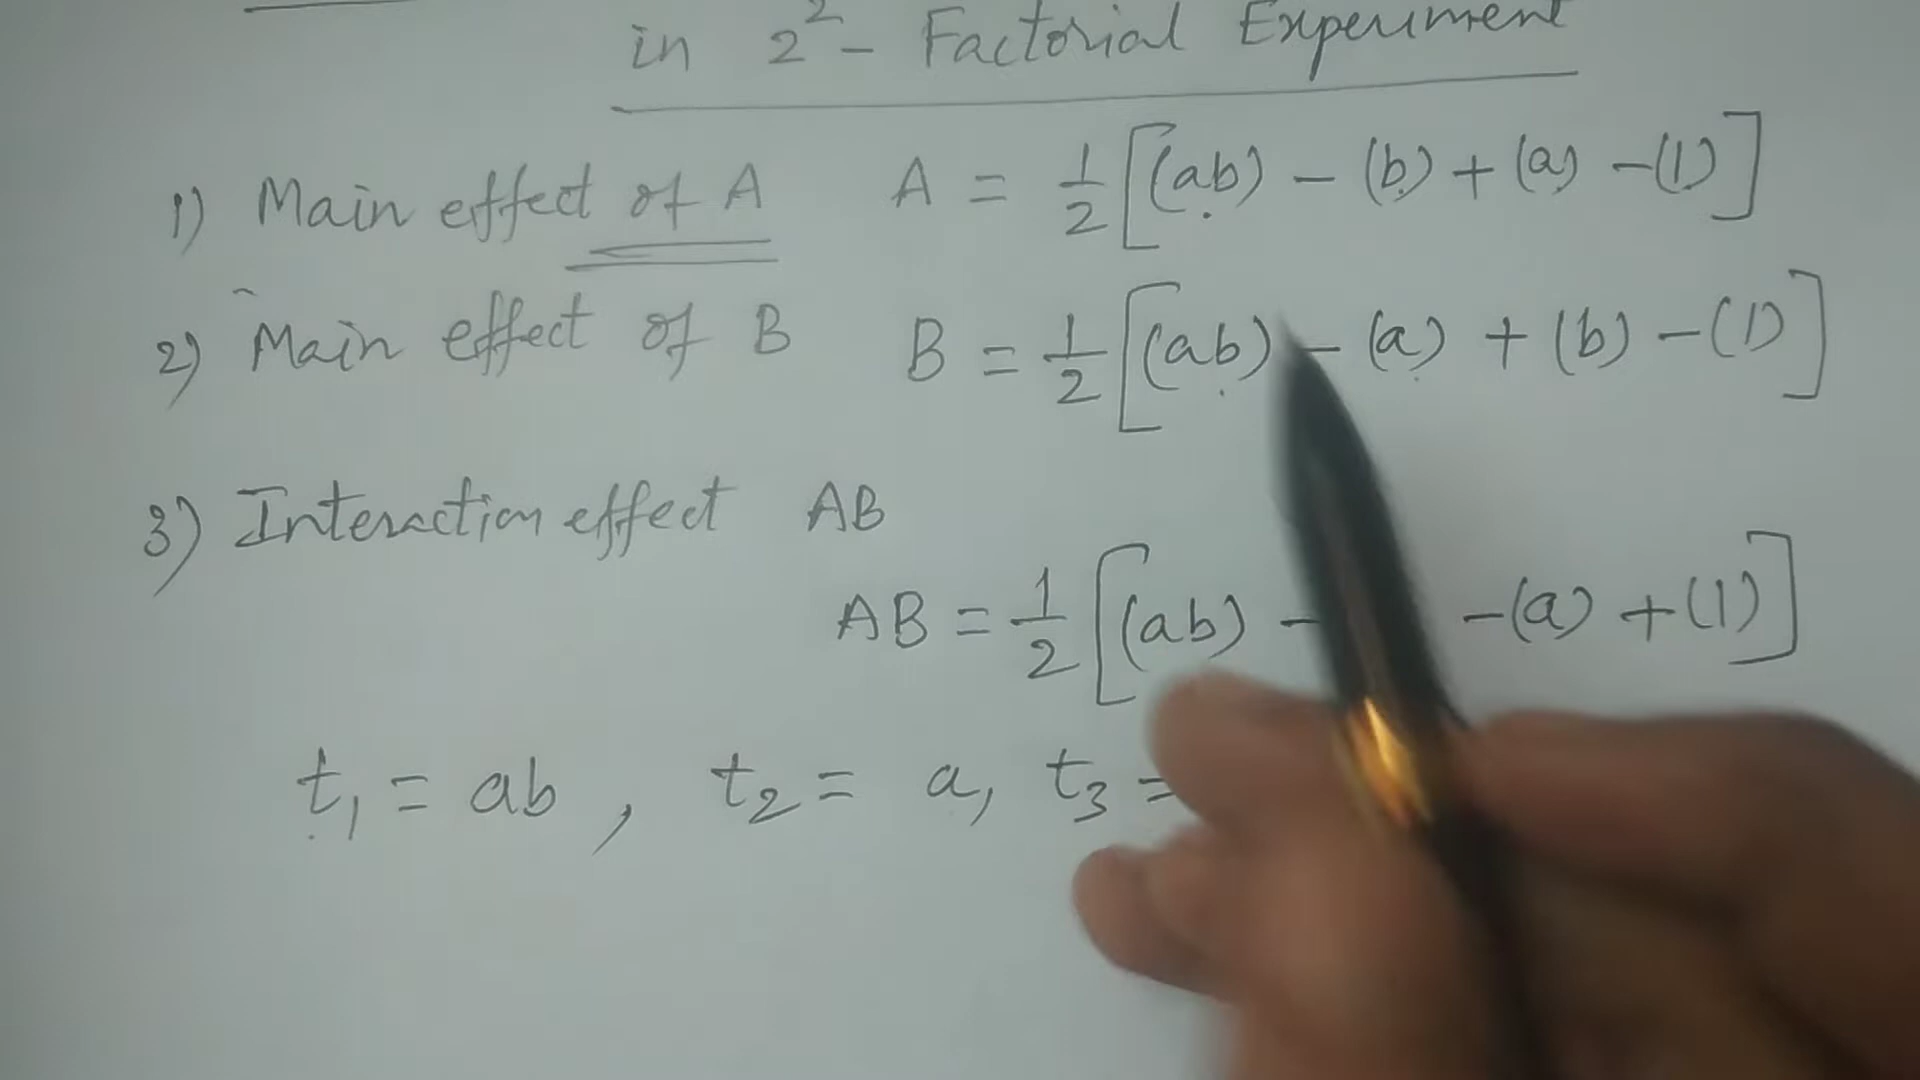 in 2² - Factorial Experiment
1) Main effect of A A = 1/2 [(ab) - (b) + (a) - (1)]
2) Main effect of B B = 1/2 [(ab) - (a) + (b) - (1)]
3) Interaction effect AB
AB = 1/2 [(ab) - - (a) + (1)]
t₁ = ab , t₂ = a, t₃ =